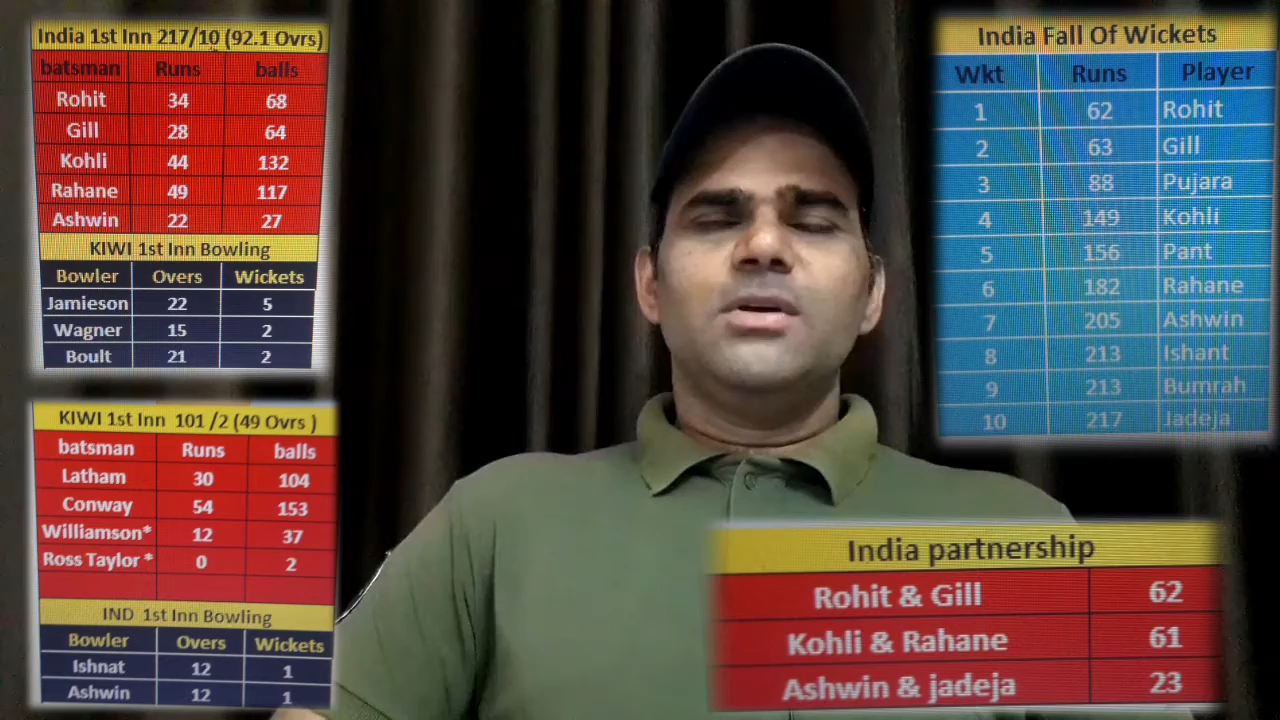 India 1st Inn 217/10 (92.1 Ovrs)
batsman Runs balls
Rohit 34 68
Gill 28 64
Kohli 44 132
Rahane 49 117
Ashwin 22 27
KIWI 1st Inn Bowling
Bowler Overs Wickets
Jamieson 22 5
Wagner 15 2
Boult 21 2
KIWI 1st Inn 101 /2 (49 Ovrs )
batsman Runs balls
Latham 30 104
Conway 54 153
Williamson* 12 37
Ross Taylor * 0 2
IND 1st Inn Bowling
Bowler Overs Wickets
Ishnat 12 1
Ashwin 12 1
India Fall Of Wickets
Wkt Runs Player
1 62 Rohit
2 63 Gill
3 88 Pujara
4 149 Kohli
5 156 Pant
6 182 Rahane
7 205 Ashwin
8 213 Ishant
9 213 Bumrah
10 217 Jadeja
India partnership
Rohit & Gill 62
Kohli & Rahane 61
Ashwin & jadeja 23